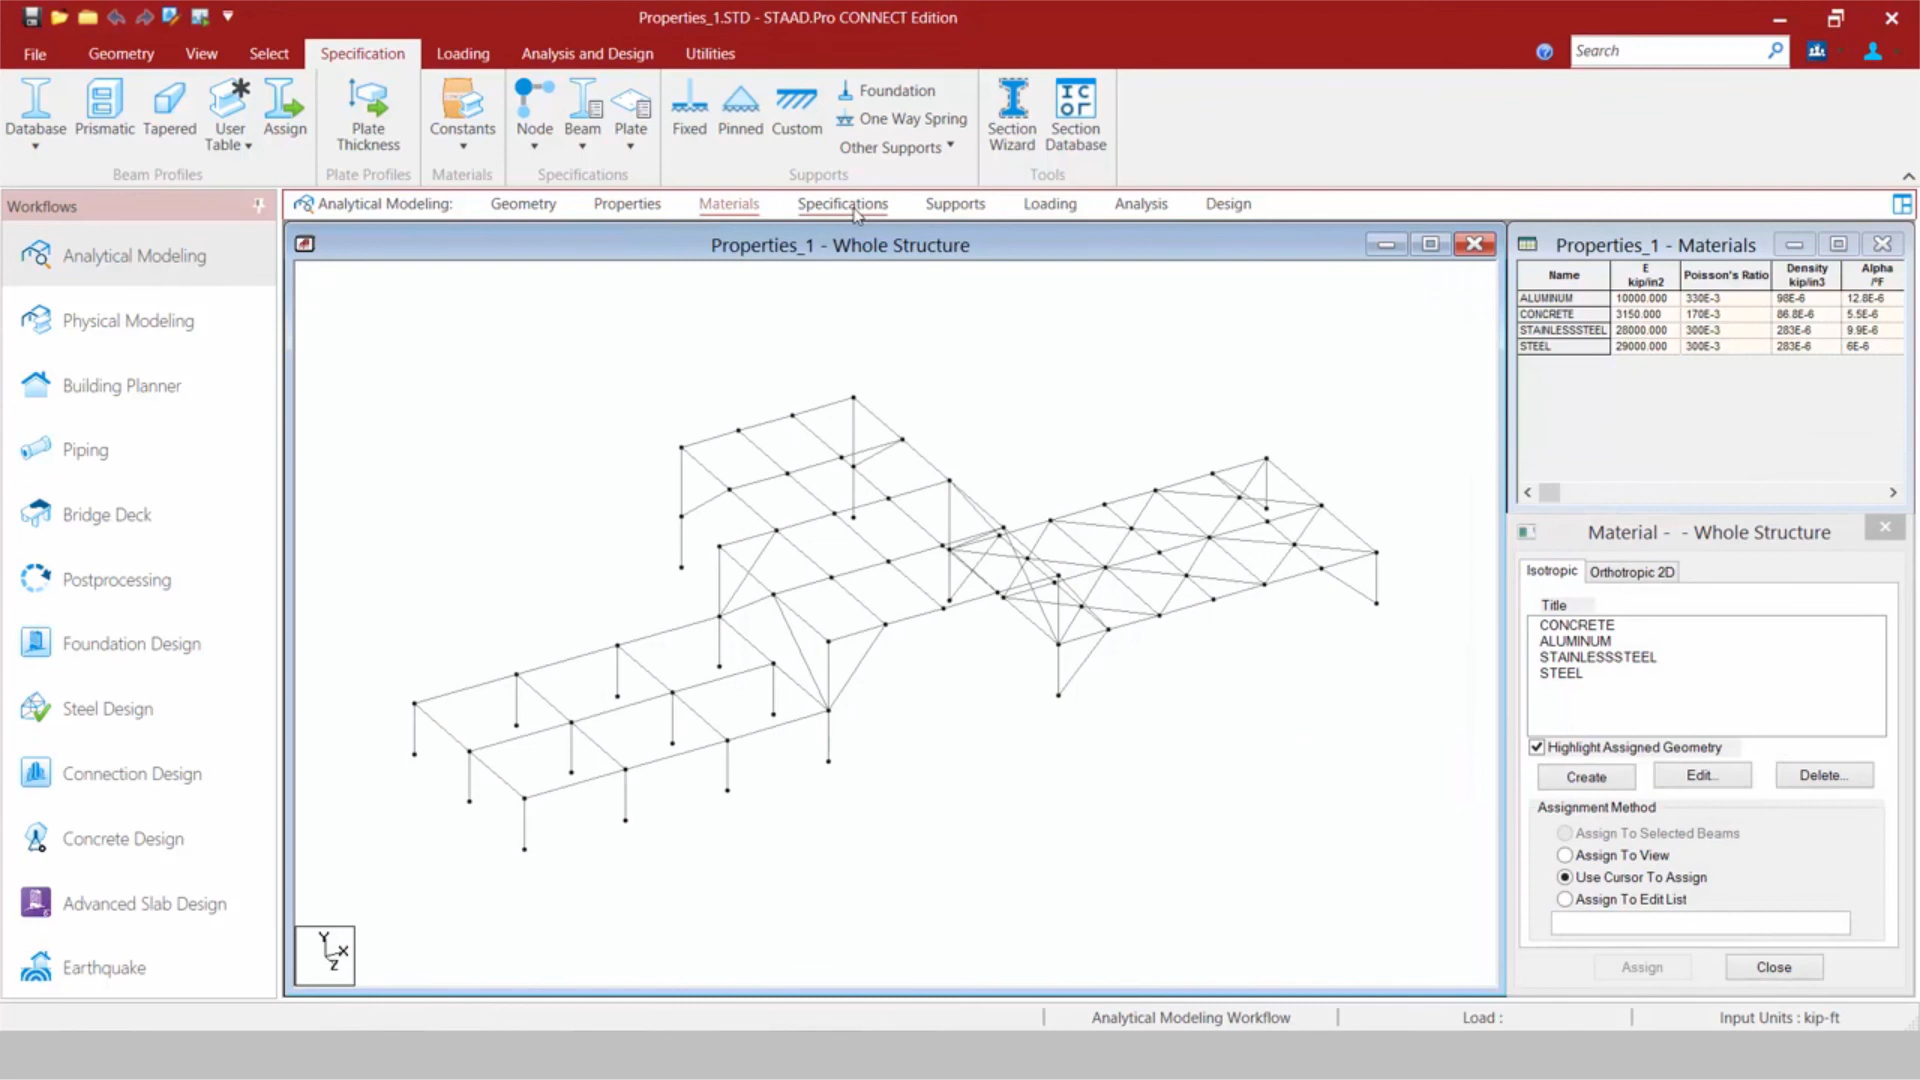 Properties_1.STD - STAAD.Pro CONNECT Edition
File Geometry View Select Specification Loading Analysis and Design Utilities Search
Database Prismatic Tapered User Table Assign Plate Thickness Constants Node Beam Plate Fixed Pinned Custom
Foundation
One Way Spring
Other Supports
Section Wizard Section Database
Beam Profiles Plate Profiles Materials Specifications Supports Tools
Workflows
Analytical Modeling: Geometry Properties Materials Specifications Supports Loading Analysis Design
Analytical Modeling
Physical Modeling
Building Planner
Piping
Bridge Deck
Postprocessing
Foundation Design
Steel Design
Connection Design
Concrete Design
Advanced Slab Design
Earthquake
Properties_1 - Whole Structure
Y
X
Z
Properties_1 - Materials
Name E kip/in2 Poisson's Ratio Density kip/in3 Alpha /°F
ALUMINUM 10000.000 330E-3 98E-6 12.8E-6
CONCRETE 3150.000 170E-3 86.8E-6 5.5E-6
STAINLESSSTEEL 28000.000 300E-3 283E-6 9.9E-6
STEEL 29000.000 300E-3 283E-6 6E-6
Material - - Whole Structure
Isotropic Orthotropic 2D
Title
CONCRETE
ALUMINUM
STAINLESSSTEEL
STEEL
Highlight Assigned Geometry
Create Edit... Delete...
Assignment Method
Assign To Selected Beams
Assign To View
Use Cursor To Assign
Assign To Edit List
Assign Close
Analytical Modeling Workflow Load : Input Units : kip-ft